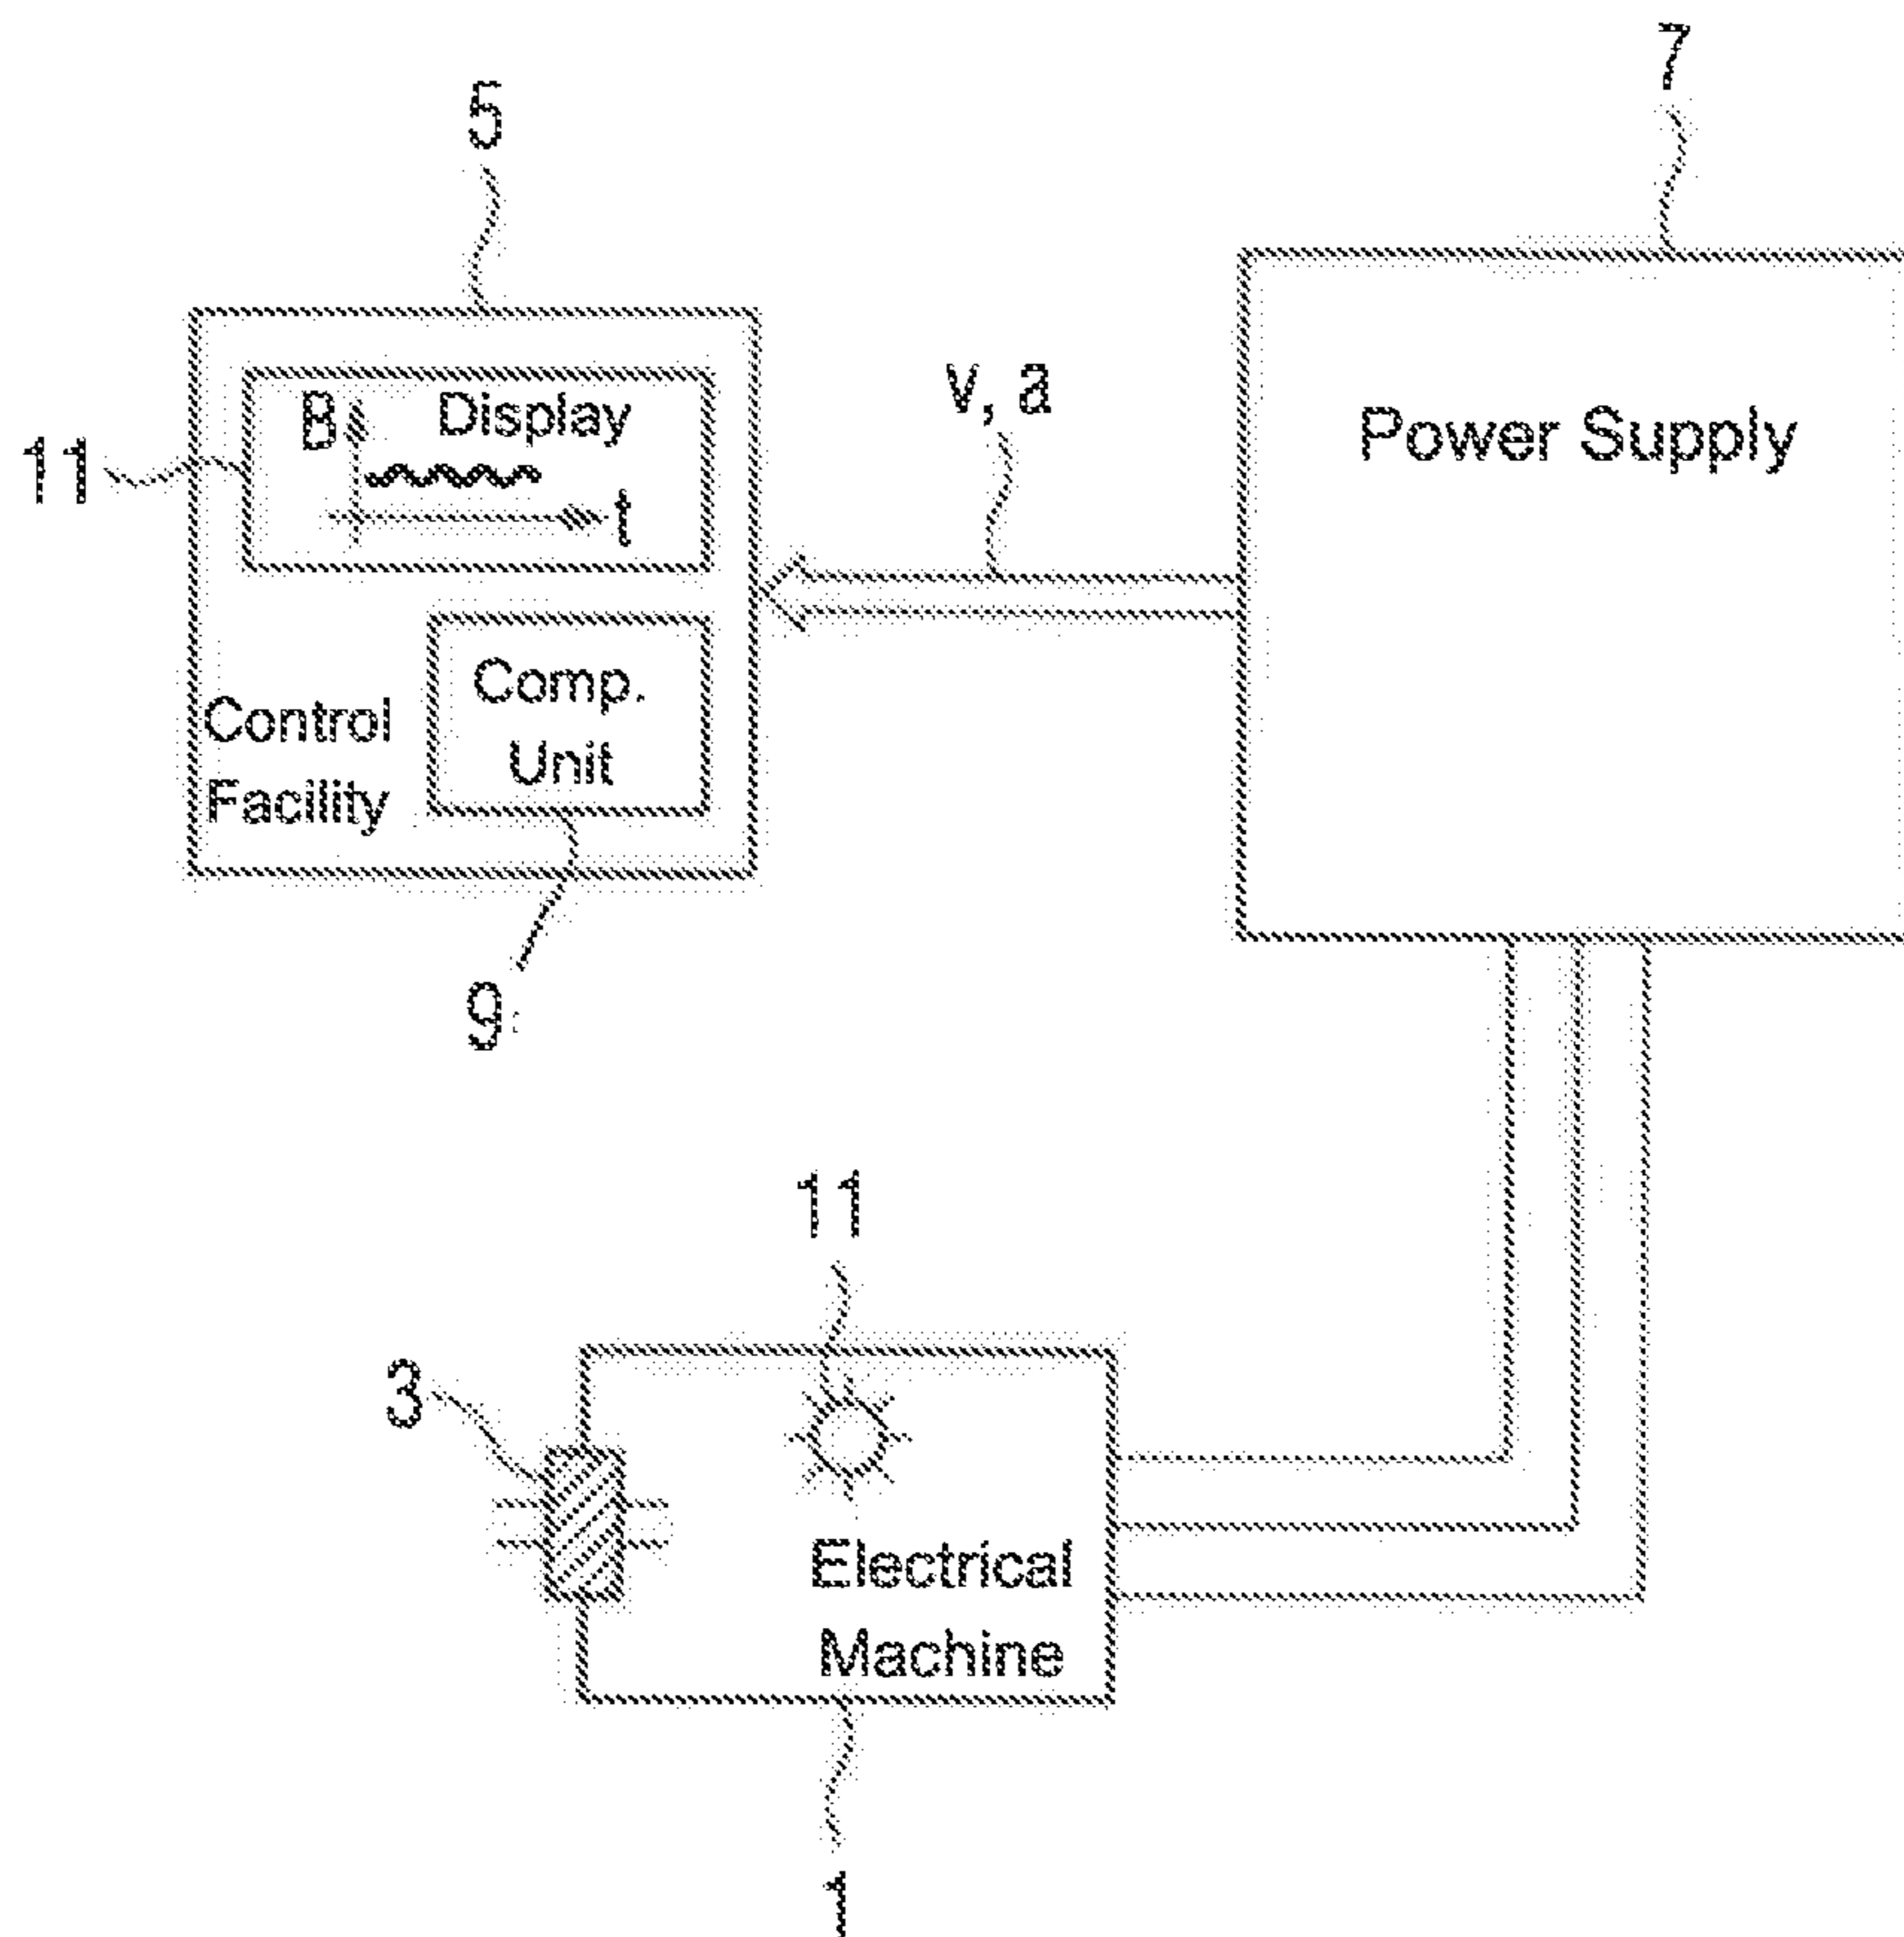 7
5
B Display
v, a
11
t
Power Supply
Comp.
Unit
Control
Facility
9
11
3
Electrical
Machine
1